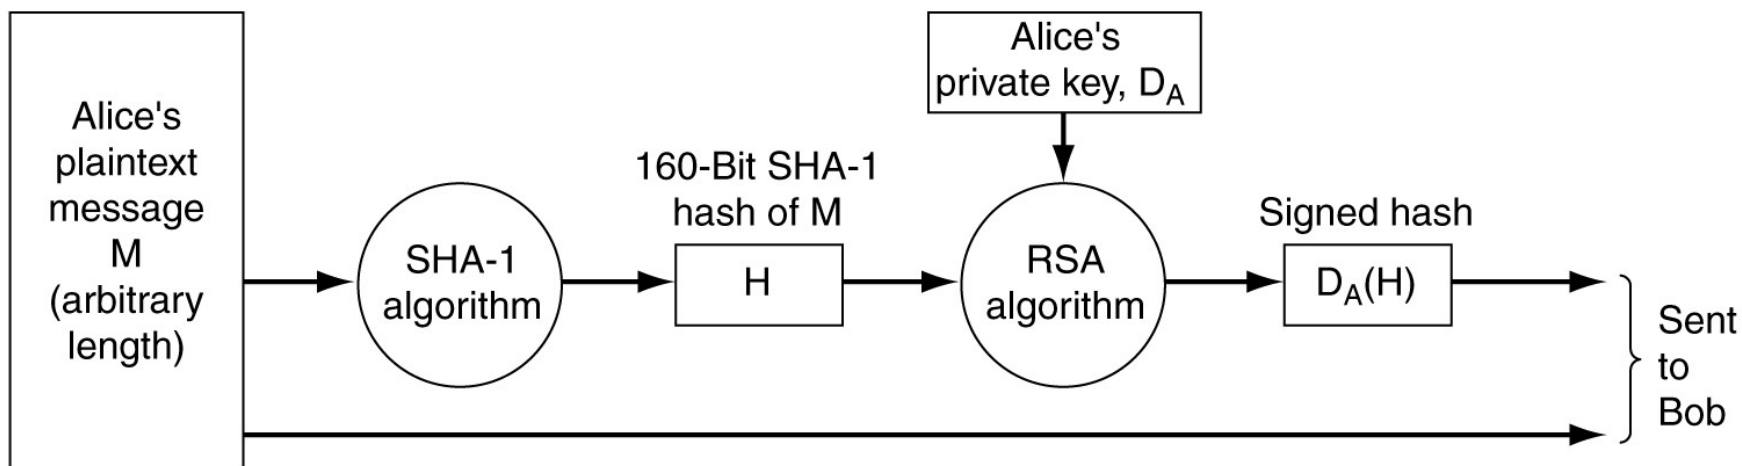 Alice's
plaintext
message
M
(arbitrary
length)
SHA-1
algorithm
160-Bit SHA-1
hash of M
H
Alice's
private key, D_A
RSA
algorithm
Signed hash
D_A(H)
Sent
to
Bob